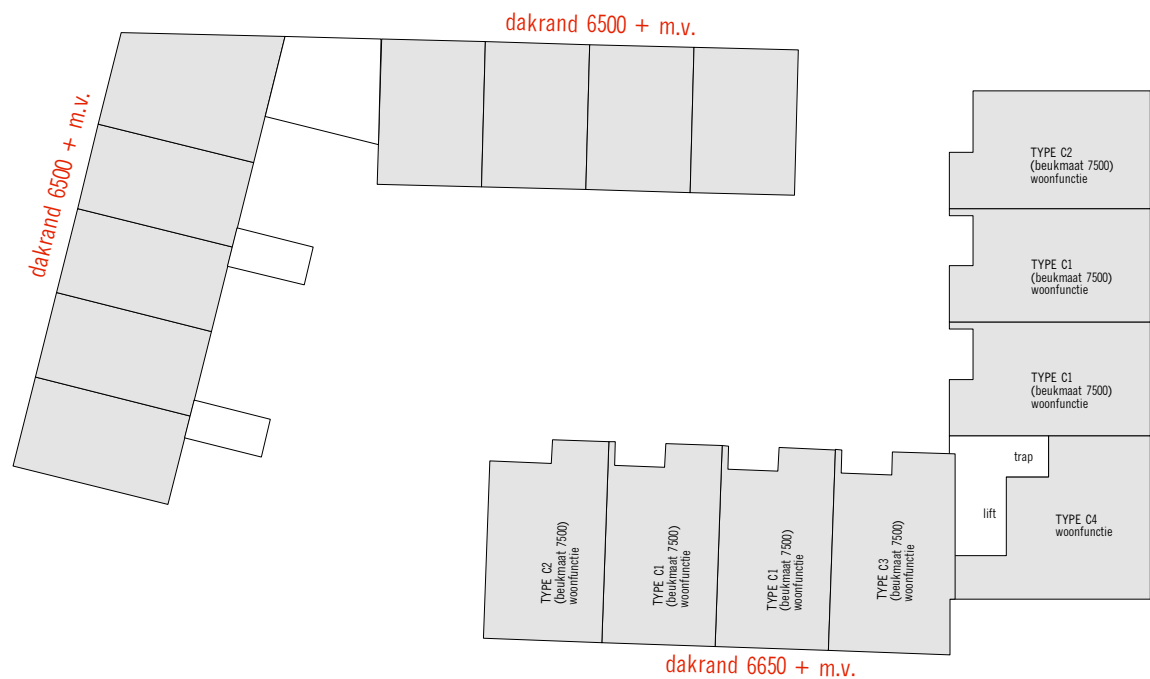 dakrand 6500 + m.v.
dakrand 6500 + m.v.
TYPE C2
(beukmaat 7500)
woonfunctie
TYPE C1
(beukmaat 7500)
woonfunctie
TYPE C1
(beukmaat 7500)
woonfunctie
trap
lift
TYPE C4
woonfunctie
TYPE C2
(beukmaat 7500)
woonfunctie
TYPE C1
(beukmaat 7500)
woonfunctie
TYPE C1
(beukmaat 7500)
woonfunctie
TYPE C3
(beukmaat 7500)
woonfunctie
dakrand 6650 + m.v.